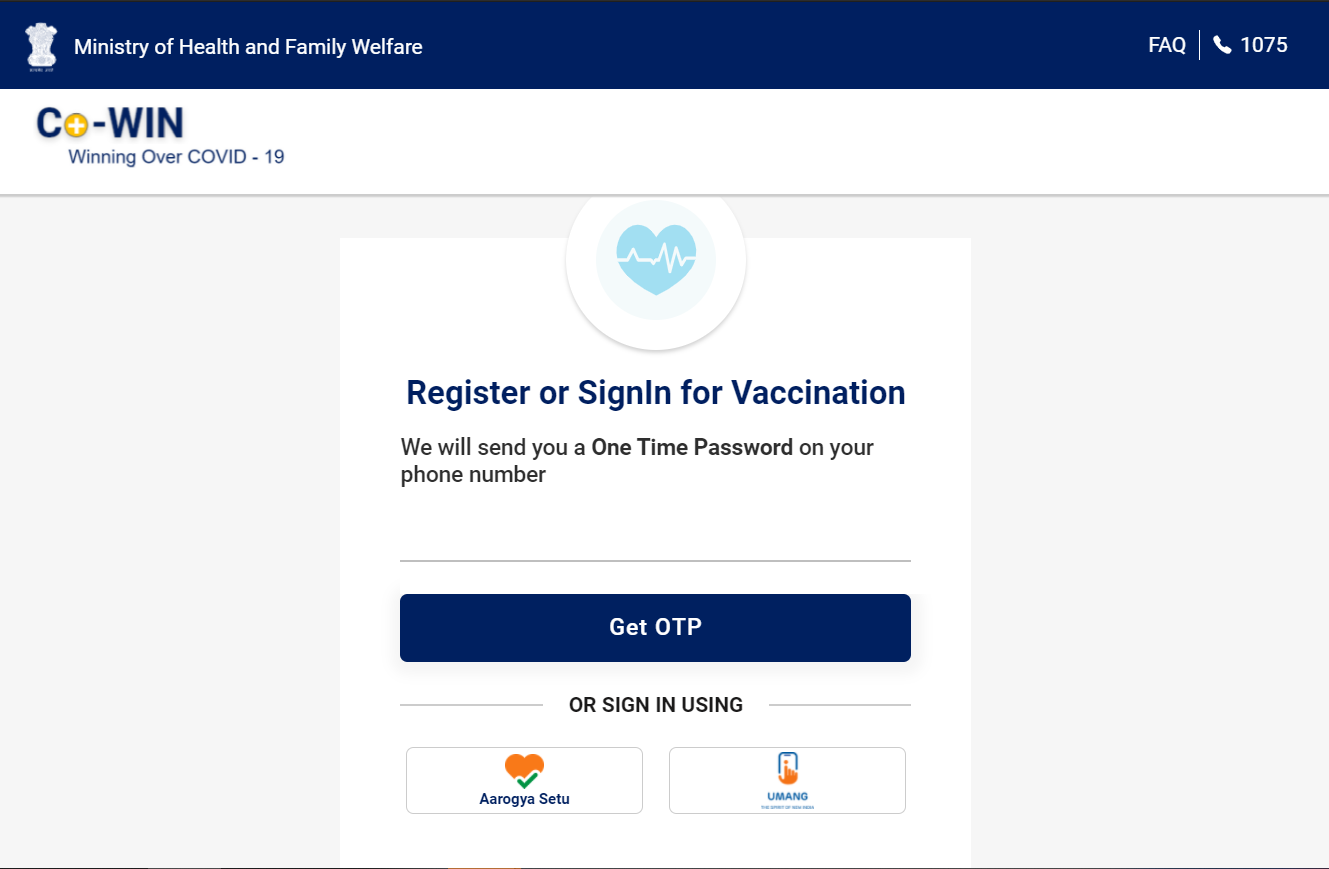 Ministry of Health and Family Welfare
FAQ
1075
Co-WIN
Winning Over COVID - 19
Register or SignIn for Vaccination
We will send you a One Time Password on your
phone number
Get OTP
OR SIGN IN USING
Aarogya Setu
UMANG
THE SPIRIT OF NEW INDIA